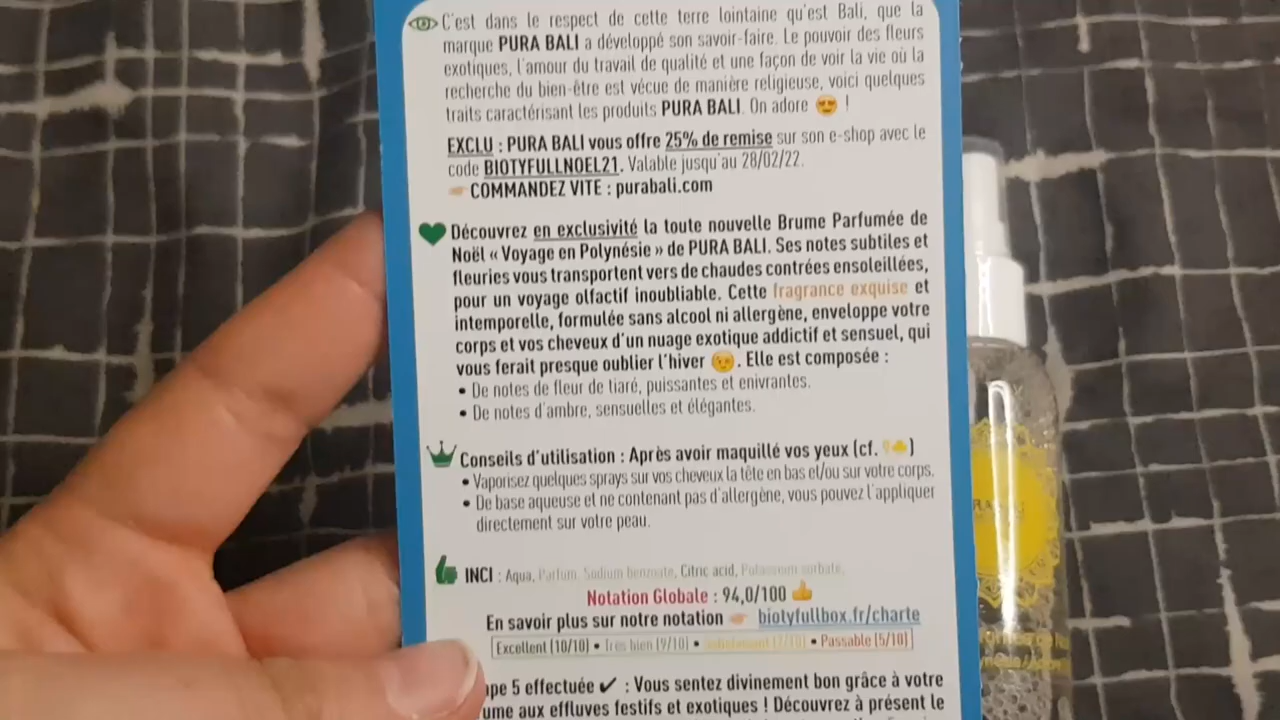 C'est dans le respect de cette terre lointaine qu'est Bali, que la
marque PURA BALI a développé son savoir-faire. Le pouvoir des fleurs
exotiques, l'amour du travail de qualité et une façon de voir la vie où la
recherche du bien-être est vécue de manière religieuse, voici quelques
traits caractérisant les produits PURA BALI. On adore 😍 !
EXCLU : PURA BALI vous offre 25% de remise sur son e-shop avec le
code BIOTYFULLNOEL21. Valable jusqu'au 28/02/22.
👉 COMMANDEZ VITE : purabali.com
Découvrez en exclusivité la toute nouvelle Brume Parfumée de
Noël « Voyage en Polynésie » de PURA BALI. Ses notes subtiles et
fleuries vous transportent vers de chaudes contrées ensoleillées,
pour un voyage olfactif inoubliable. Cette fragrance exquise et
intemporelle, formulée sans alcool ni allergène, enveloppe votre
corps et vos cheveux d'un nuage exotique addictif et sensuel, qui
vous ferait presque oublier l'hiver 😉. Elle est composée :
• De notes de fleur de tiaré, puissantes et enivrantes.
• De notes d'ambre, sensuelles et élégantes.
Conseils d'utilisation : Après avoir maquillé vos yeux (cf. )
• Vaporisez quelques sprays sur vos cheveux la tête en bas et/ou sur votre corps.
• De base aqueuse et ne contenant pas d'allergène, vous pouvez l'appliquer
directement sur votre peau.
INCI : Aqua, Parfum, Sodium benzoate, Citric acid, Potassium sorbate.
Notation Globale : 94,0/100 👍
En savoir plus sur notre notation 👉 biotyfullbox.fr/charte
Excellent (10/10) • Très bien (9/10) • Satisfaisant (7/10) • Passable (5/10)
ape 5 effectuée ✔ : Vous sentez divinement bon grâce à votre
ume aux effluves festifs et exotiques ! Découvrez à présent le